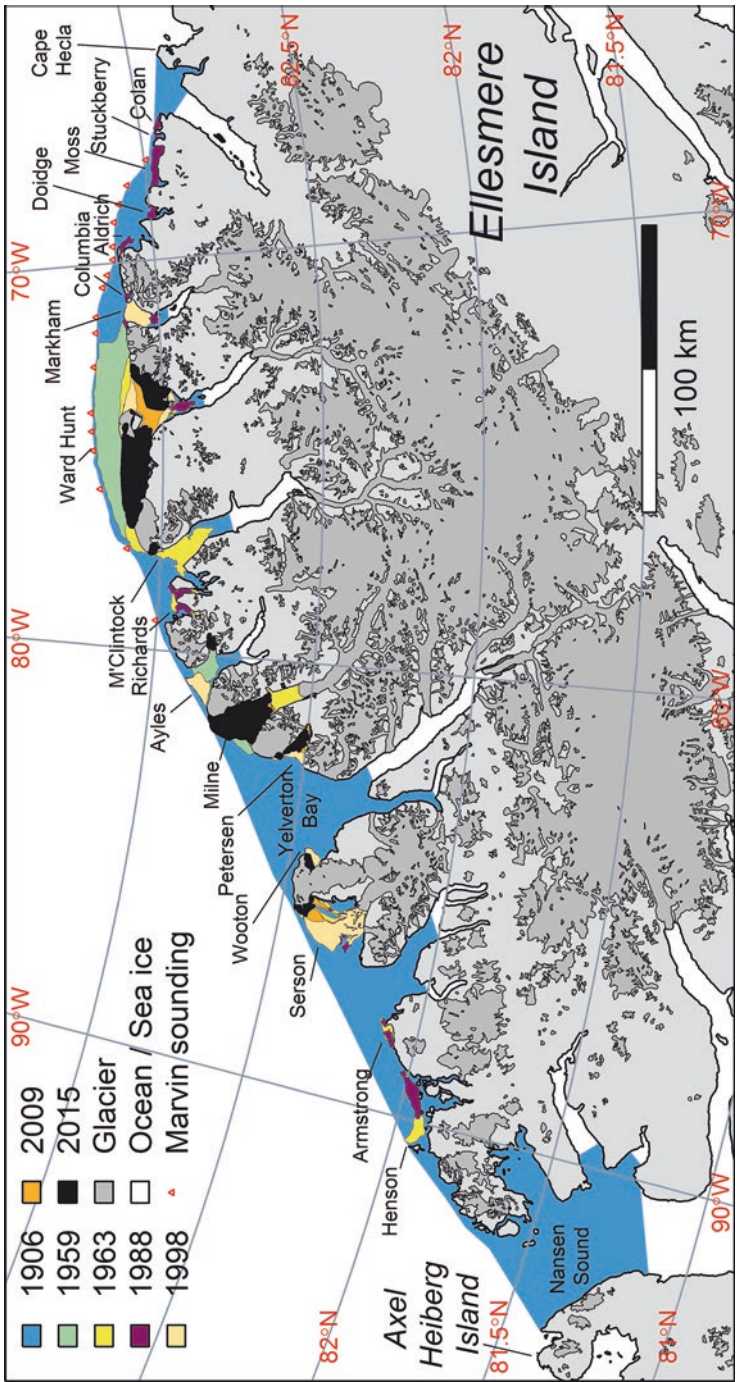 1906
1959
1963
1988
1998
2009
2015
Glacier
Ocean / Sea ice
Marvin sounding
90°W
80°W
70°W
Cape
Hecla
Colan
Stuckberry
Moss
Doidge
Aldrich
Columbia
Markham
Ward Hunt
M'Clintock
Richards
Ayles
Milne
Petersen
Yelverton
Bay
Wooton
Serson
Armstrong
Henson
Nansen
Sound
Axel
Heiberg
Island
Ellesmere
Island
82.5°N
82°N
81.5°N
82°N
81.5°N
81°N
90°W
80°W
70°W
100 km